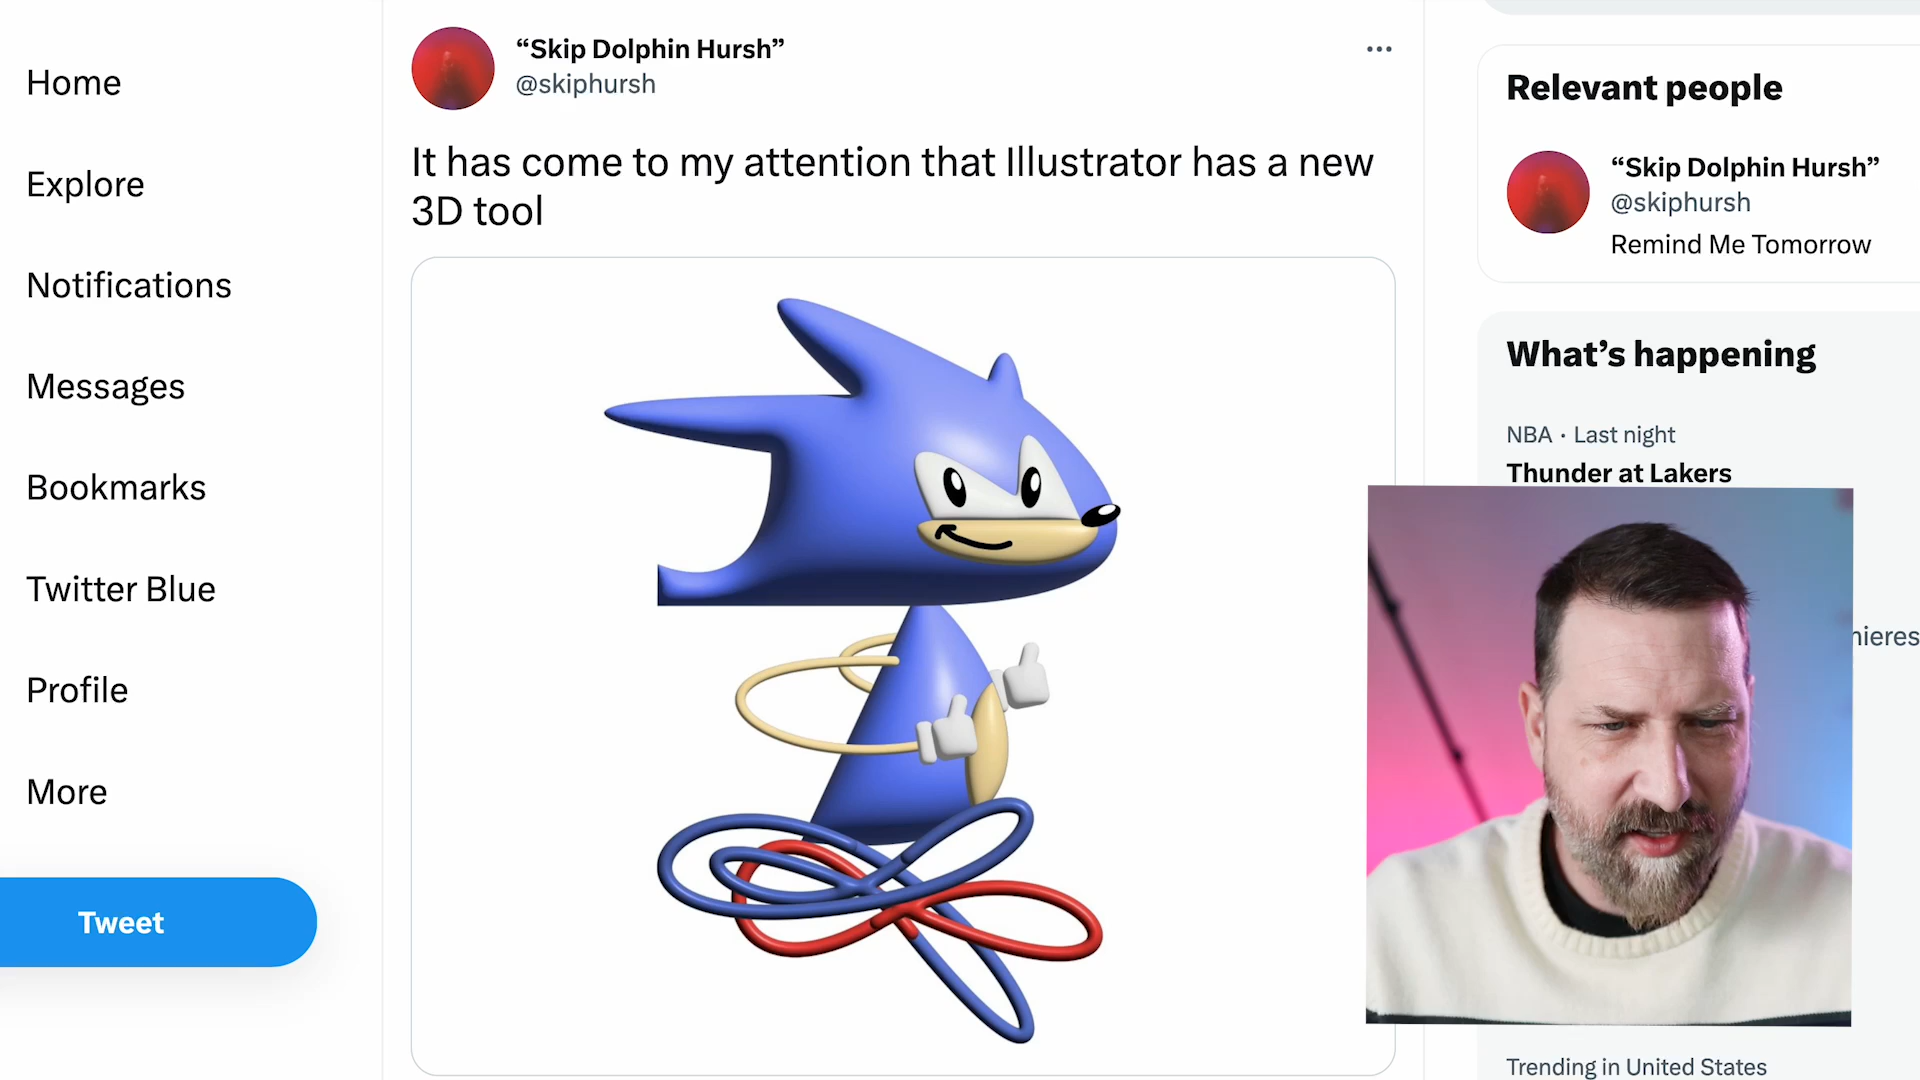 Home
Explore
Notifications
Messages
Bookmarks
Twitter Blue
Profile
More
Tweet
“Skip Dolphin Hursh”
@skiphursh
It has come to my attention that Illustrator has a new
3D tool
Relevant people
“Skip Dolphin Hursh”
@skiphursh
Remind Me Tomorrow
What’s happening
NBA · Last night
Thunder at Lakers
Trending in United States